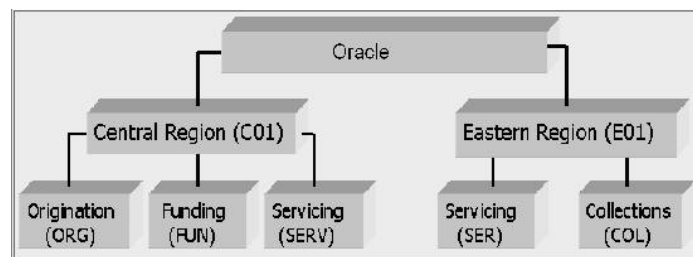 Oracle
Central Region (C01)
Eastern Region (E01)
Origination
(ORG)
Funding
(FUN)
Servicing
(SERV)
Servicing
(SER)
Collections
(COL)